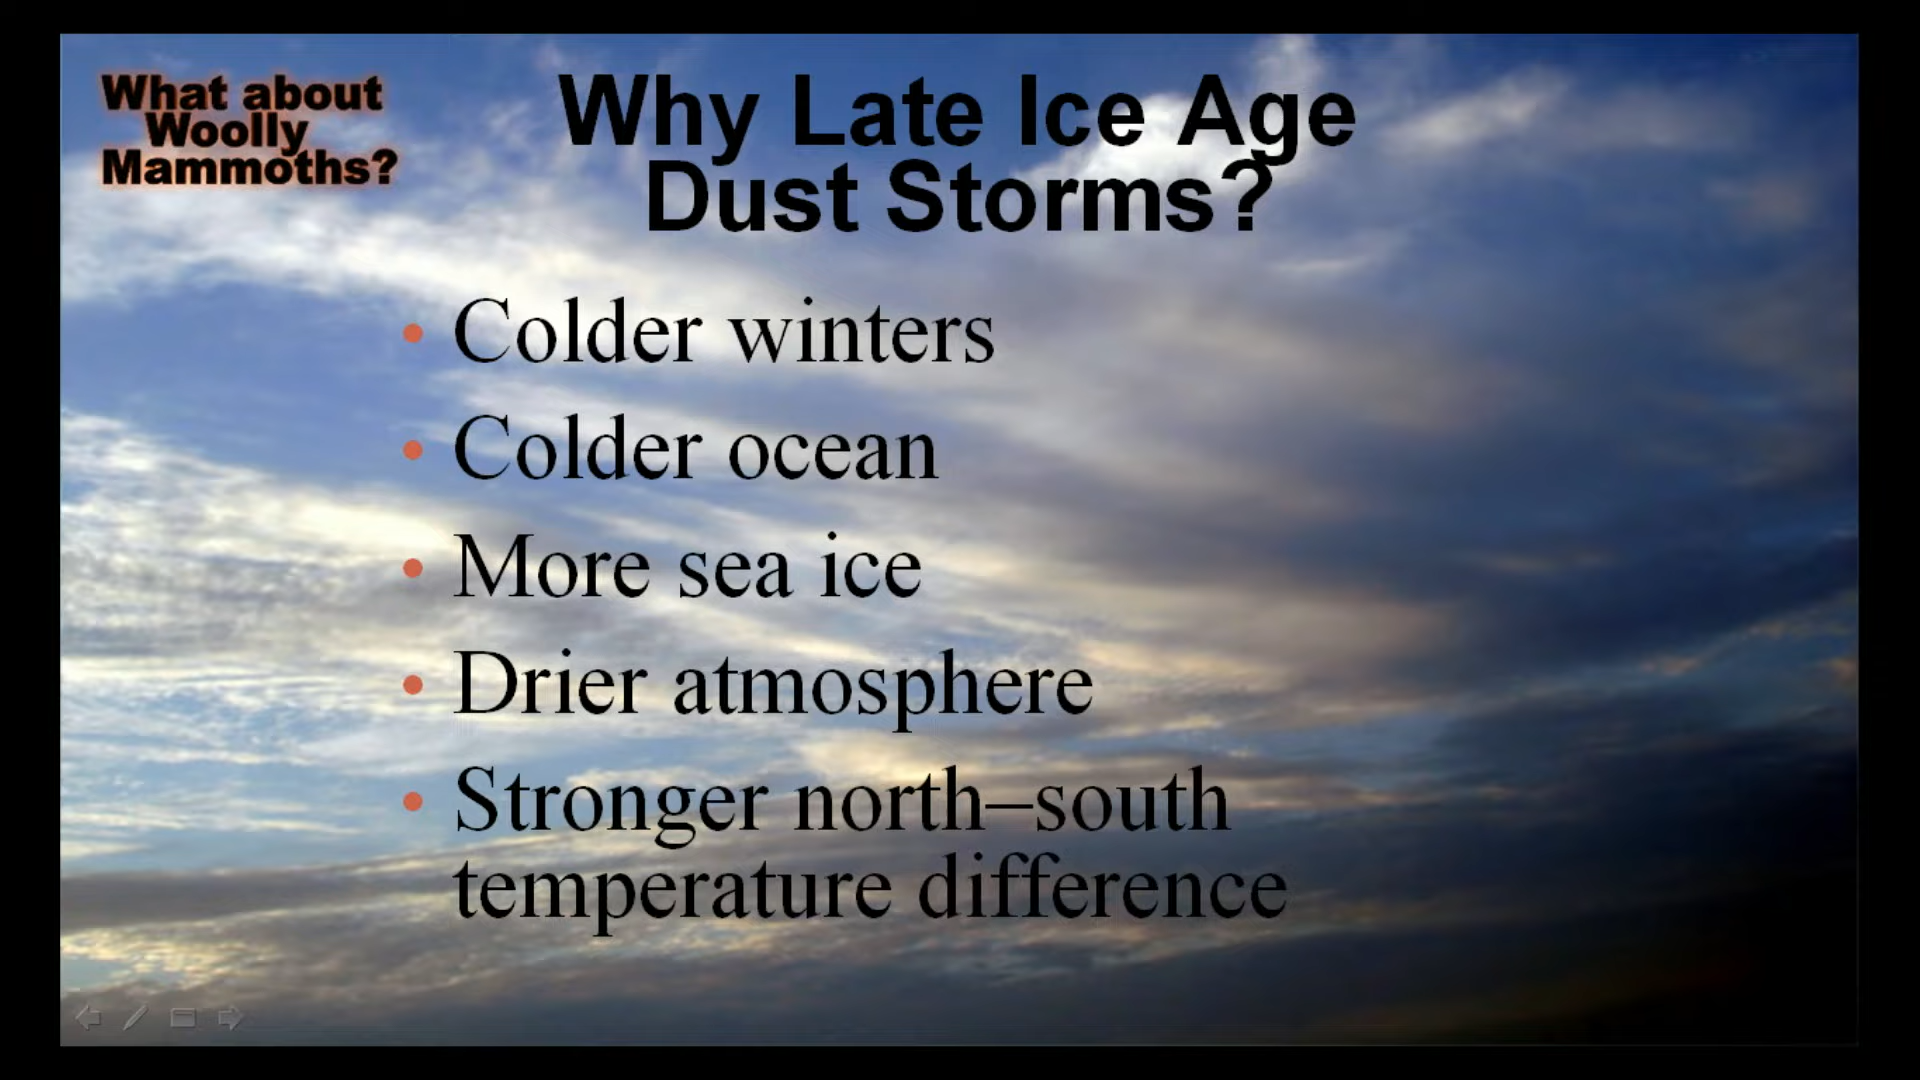 What about
Woolly
Mammoths?
Why Late Ice Age
Dust Storms?
• Colder winters
• Colder ocean
• More sea ice
• Drier atmosphere
• Stronger north–south
temperature difference